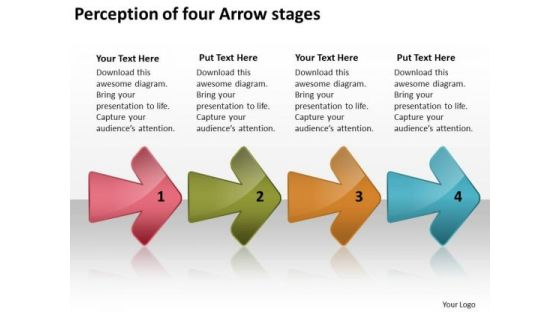 Perception of four Arrow stages
Your Text Here
Download this
awesome diagram.
Bring your
presentation to life.
Capture your
audience's attention.
Put Text Here
Download this
awesome diagram.
Bring your
presentation to life.
Capture your
audience's attention.
Your Text Here
Download this
awesome diagram.
Bring your
presentation to life.
Capture your
audience's attention.
Put Text Here
Download this
awesome diagram.
Bring your
presentation to life.
Capture your
audience's attention.
1
2
3
4
Your Logo